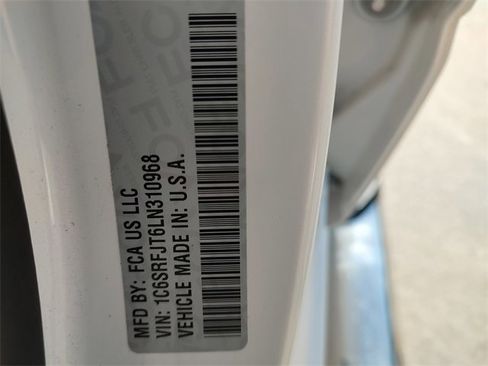 MFD BY: FCA US LLC
VIN: 1C6SRFJT6LN310968
VEHICLE MADE IN: U.S.A.